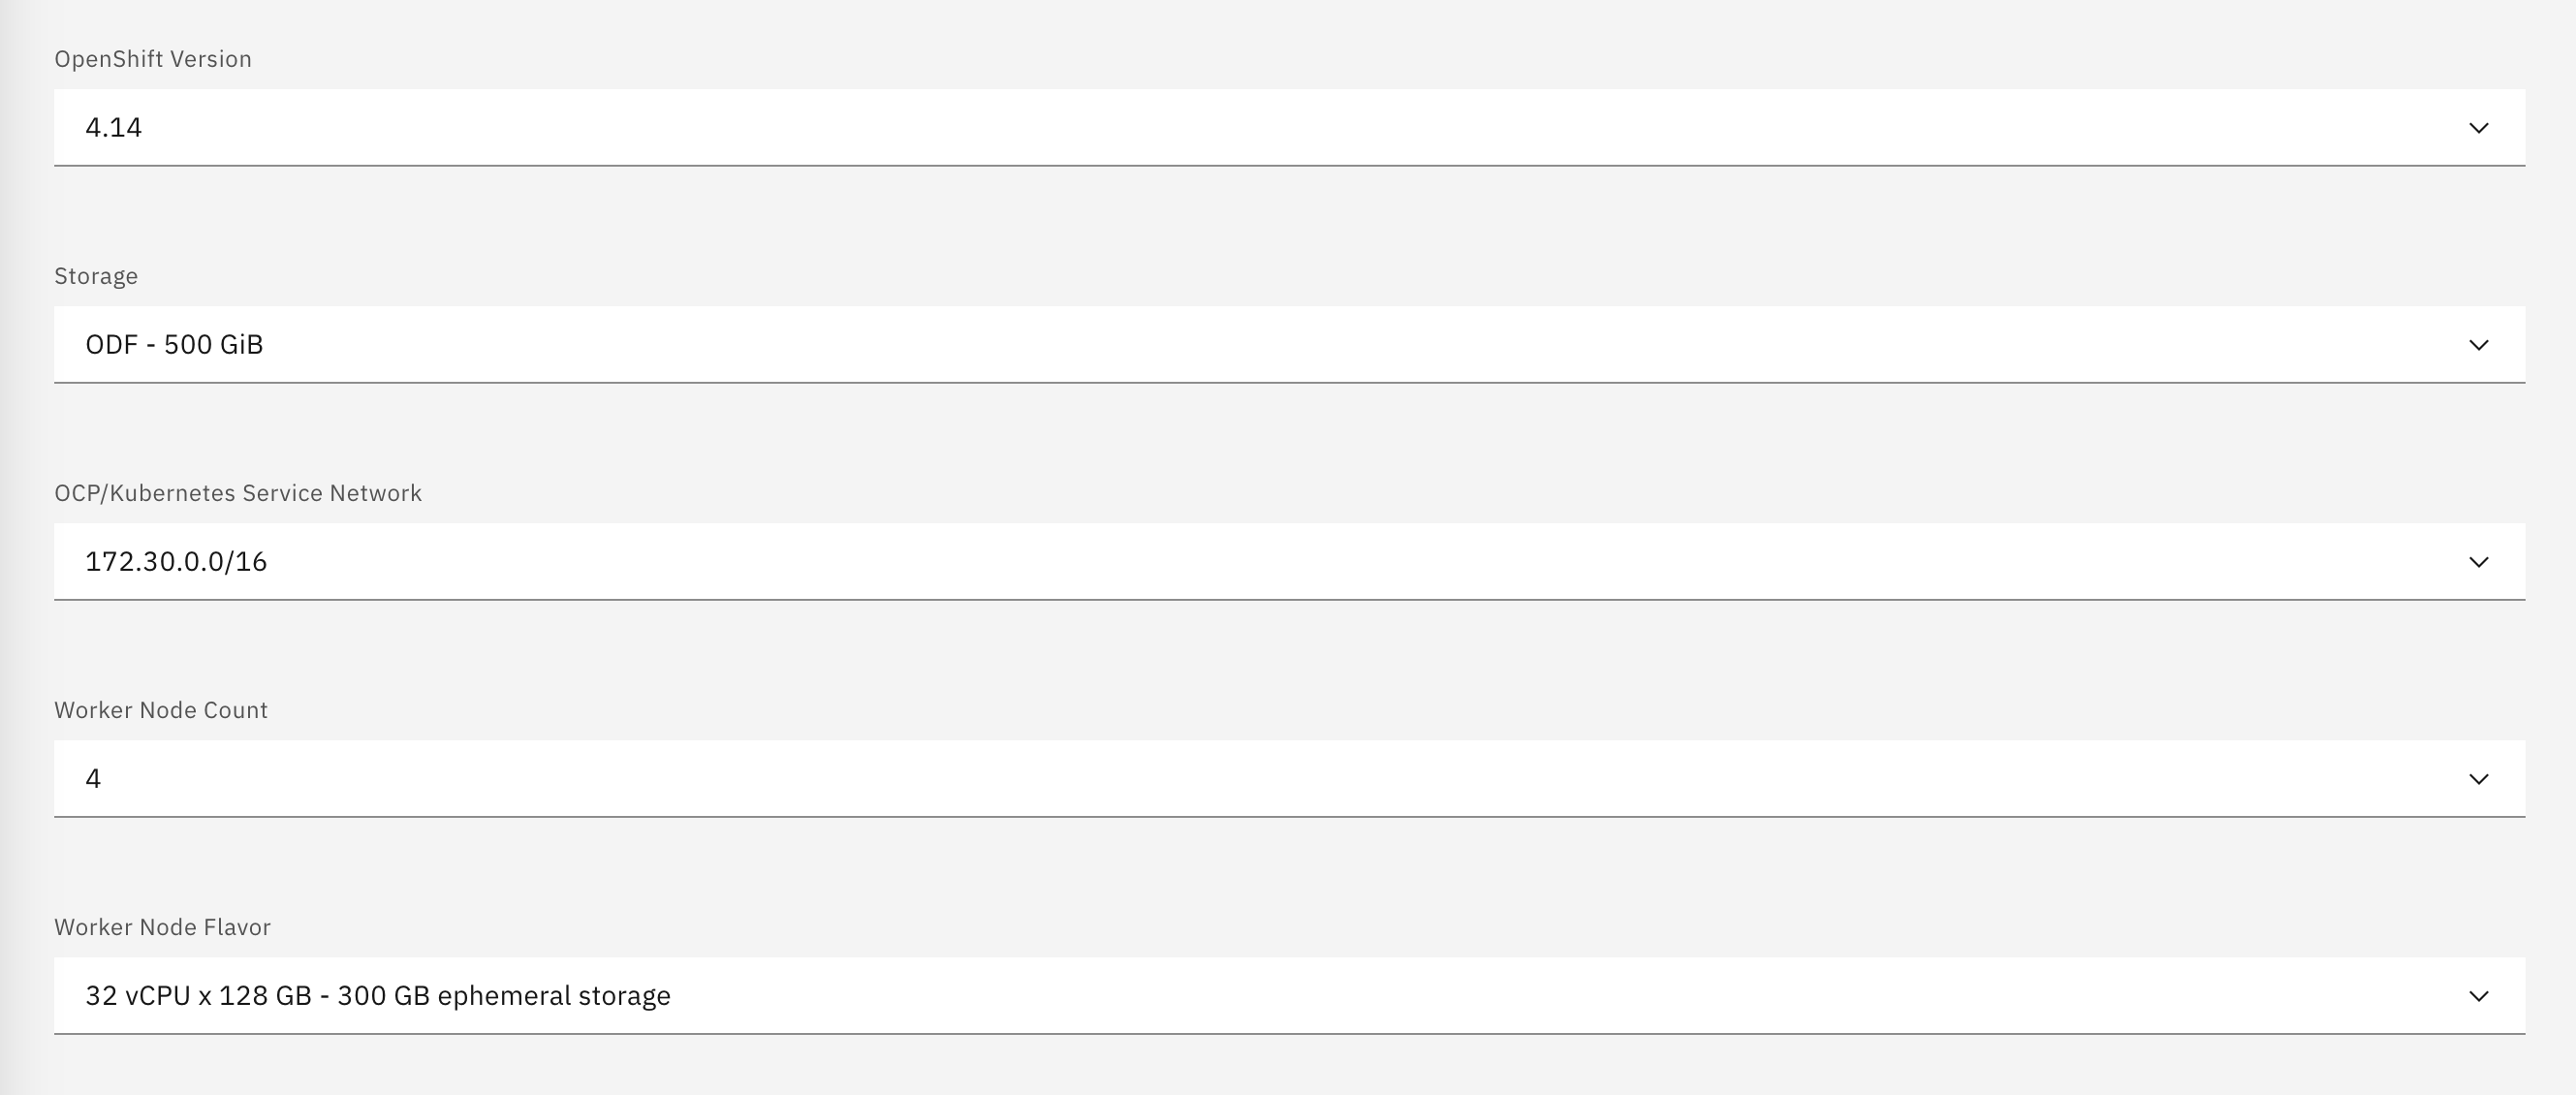 OpenShift Version
4.14
Storage
ODF - 500 GiB
OCP/Kubernetes Service Network
172.30.0.0/16
Worker Node Count
4
Worker Node Flavor
32 vCPU x 128 GB - 300 GB ephemeral storage